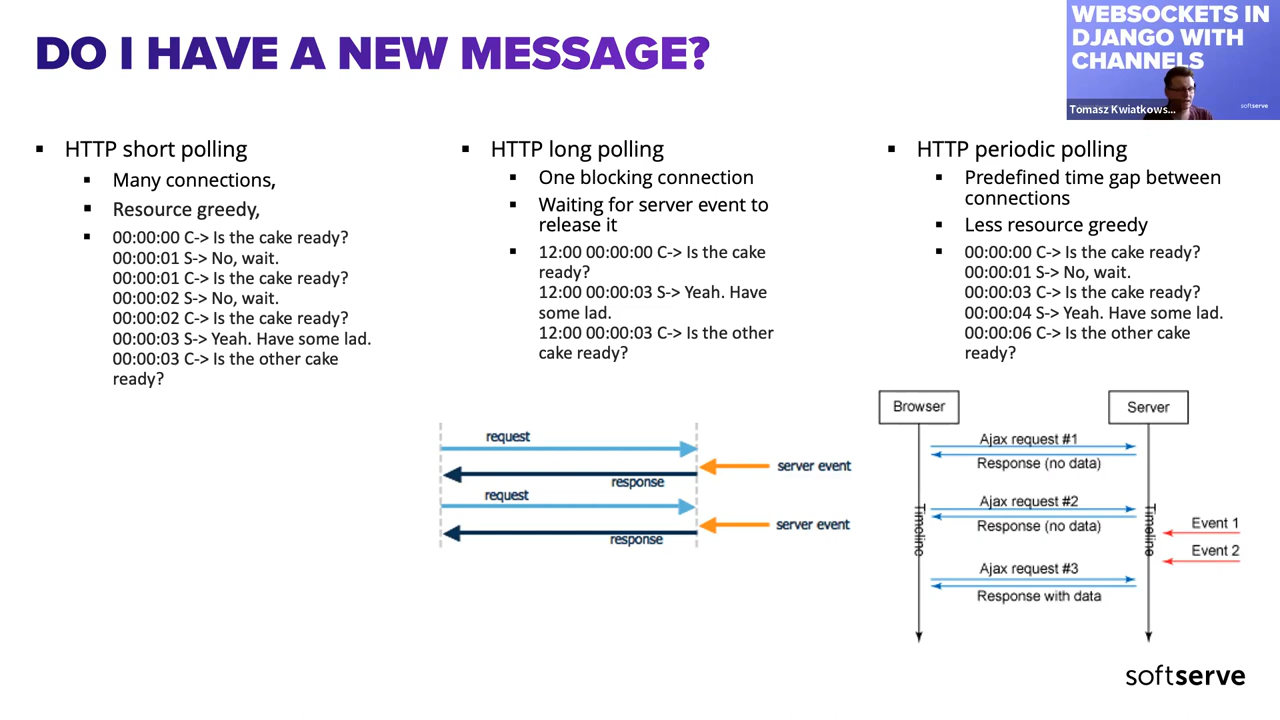 DO I HAVE A NEW MESSAGE?
WEBSOCKETS IN
DJANGO WITH
CHANNELS
softserve
Tomasz Kwiatkows...
HTTP short polling
Many connections,
Resource greedy,
00:00:00 C-> Is the cake ready?
00:00:01 S-> No, wait.
00:00:01 C-> Is the cake ready?
00:00:02 S-> No, wait.
00:00:02 C-> Is the cake ready?
00:00:03 S-> Yeah. Have some lad.
00:00:03 C-> Is the other cake
ready?
HTTP long polling
One blocking connection
Waiting for server event to
release it
12:00 00:00:00 C-> Is the cake
ready?
12:00 00:00:03 S-> Yeah. Have
some lad.
12:00 00:00:03 C-> Is the other
cake ready?
request
server event
response
request
server event
response
HTTP periodic polling
Predefined time gap between
connections
Less resource greedy
00:00:00 C-> Is the cake ready?
00:00:01 S-> No, wait.
00:00:03 C-> Is the cake ready?
00:00:04 S-> Yeah. Have some lad.
00:00:06 C-> Is the other cake
ready?
Browser
Server
Ajax request #1
Response (no data)
Ajax request #2
Response (no data)
Timeline
Timeline
Event 1
Event 2
Ajax request #3
Response with data
softserve